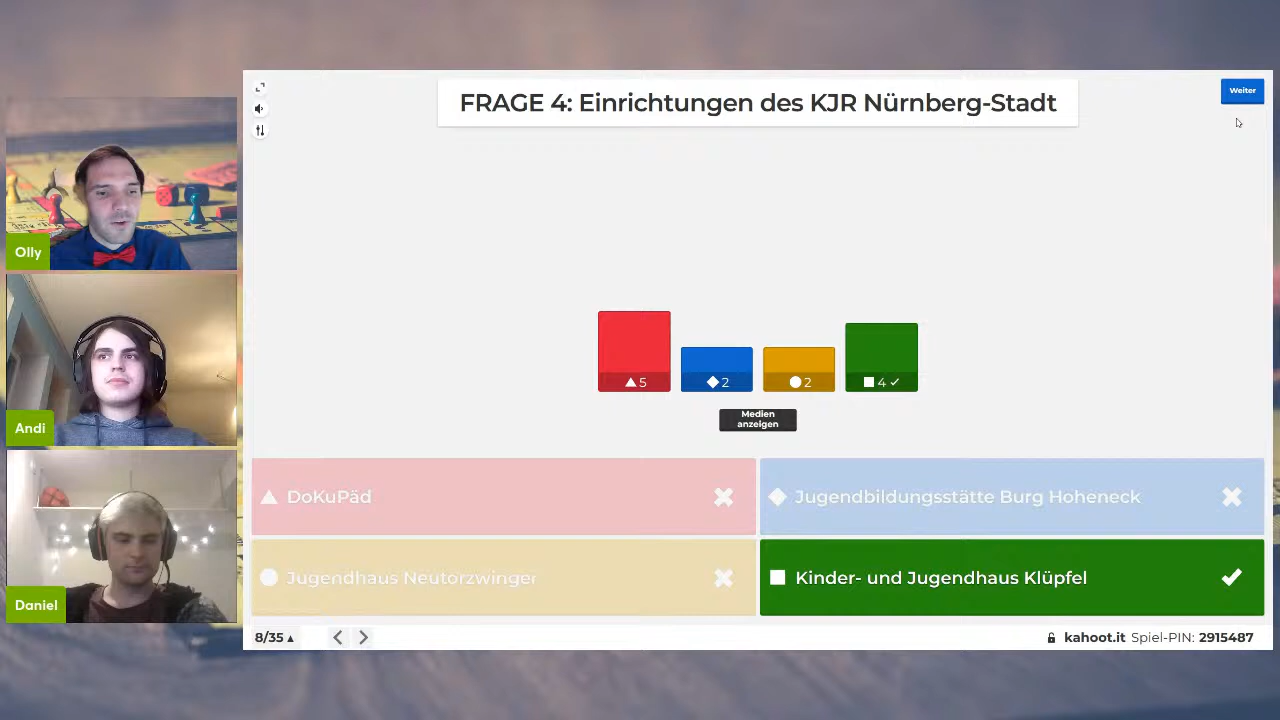 FRAGE 4: Einrichtungen des KJR Nürnberg-Stadt
Weiter
Olly
Andi
Daniel
5
2
2
4
Medien
anzeigen
DoKuPäd
Jugendbildungsstätte Burg Hoheneck
Jugendhaus Neutorzwinger
Kinder- und Jugendhaus Klüpfel
8/35
kahoot.it Spiel-PIN: 2915487